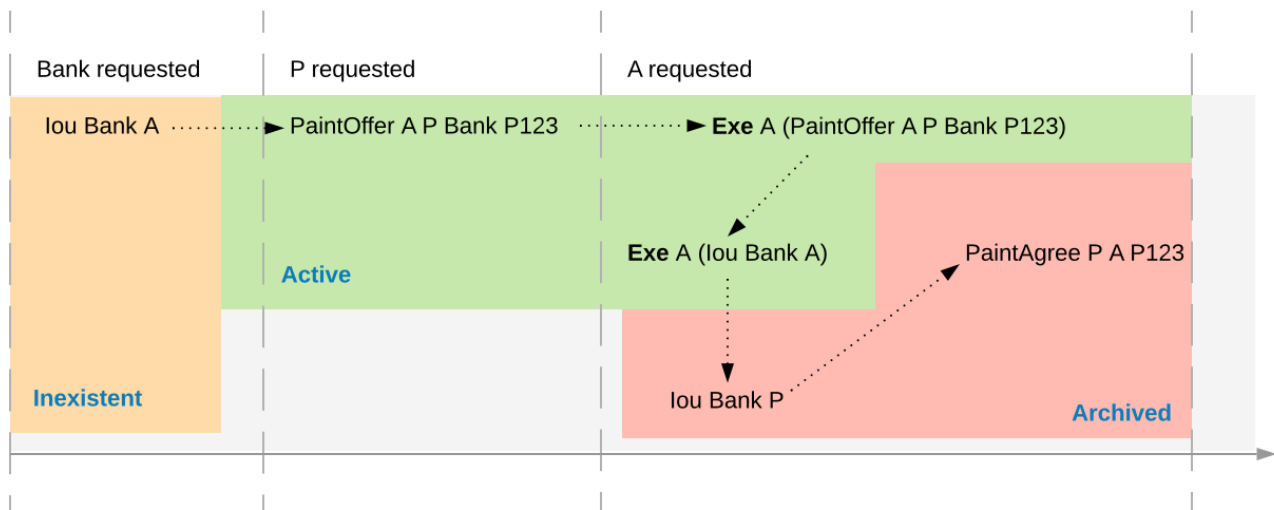 Bank requested
P requested
A requested
Iou Bank A
PaintOffer A P Bank P123
Exe A (PaintOffer A P Bank P123)
Exe A (Iou Bank A)
PaintAgree P A P123
Active
Inexistent
Iou Bank P
Archived